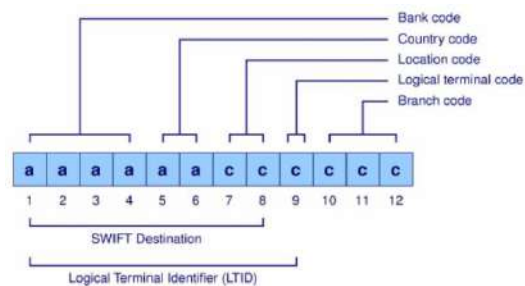 Bank code
Country code
Location code
Logical terminal code
Branch code
a a a a a a c c c c c c
1 2 3 4 5 6 7 8 9 10 11 12
SWIFT Destination
Logical Terminal Identifier (LTID)